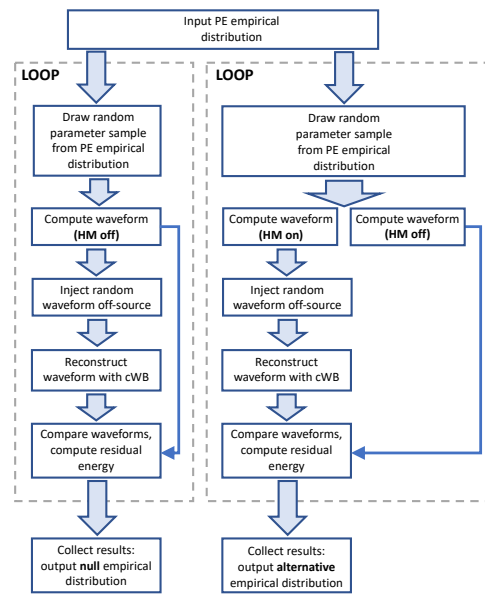 Input PE empirical
distribution
LOOP
Draw random
parameter sample
from PE empirical
distribution
Compute waveform
(HM off)
Inject random
waveform off-source
Reconstruct
waveform with cWB
Compare waveforms,
compute residual
energy
Collect results:
output null empirical
distribution
LOOP
Draw random
parameter sample
from PE empirical
distribution
Compute waveform
(HM on)
Compute waveform
(HM off)
Inject random
waveform off-source
Reconstruct
waveform with cWB
Compare waveforms,
compute residual
energy
Collect results:
output alternative
empirical distribution